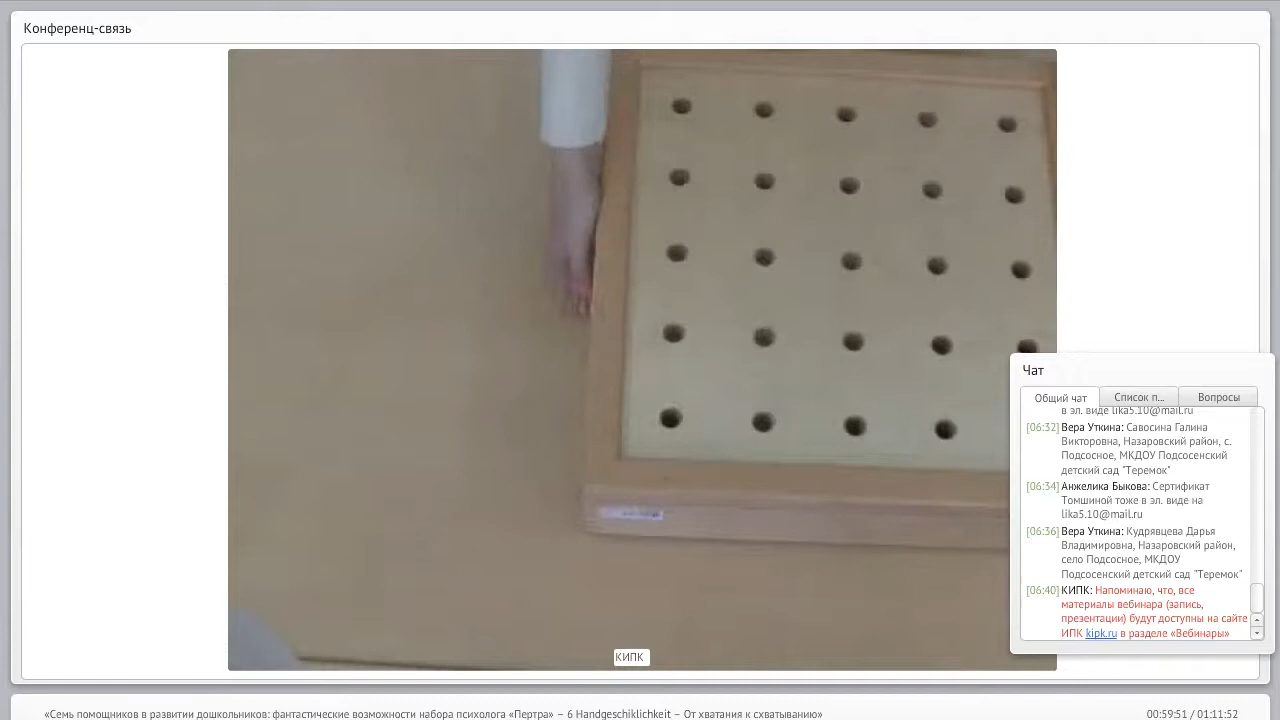 Конференц-связь
КИПК
Чат
Общий чат
Список п...
Вопросы
в эл. виде lika5.10@mail.ru
[06:32] Вера Уткина: Савосина Галина
Викторовна, Назаровский район, с.
Подсосное, МКДОУ Подсосенский
детский сад "Теремок"
[06:34] Анжелика Быкова: Сертификат
Томшиной тоже в эл. виде на
lika5.10@mail.ru
[06:36] Вера Уткина: Кудрявцева Дарья
Владимировна, Назаровский район,
село Подсосное, МКДОУ
Подсосенский детский сад "Теремок"
[06:40] КИПК: Напоминаю, что, все
материалы вебинара (запись,
презентации) будут доступны на сайте
ИПК kipk.ru в разделе «Вебинары»
«Семь помощников в развитии дошкольников: фантастические возможности набора психолога «Пертра» – 6 Handgeschiklichkeit – От хватания к схватыванию»
00:59:51 / 01:11:52